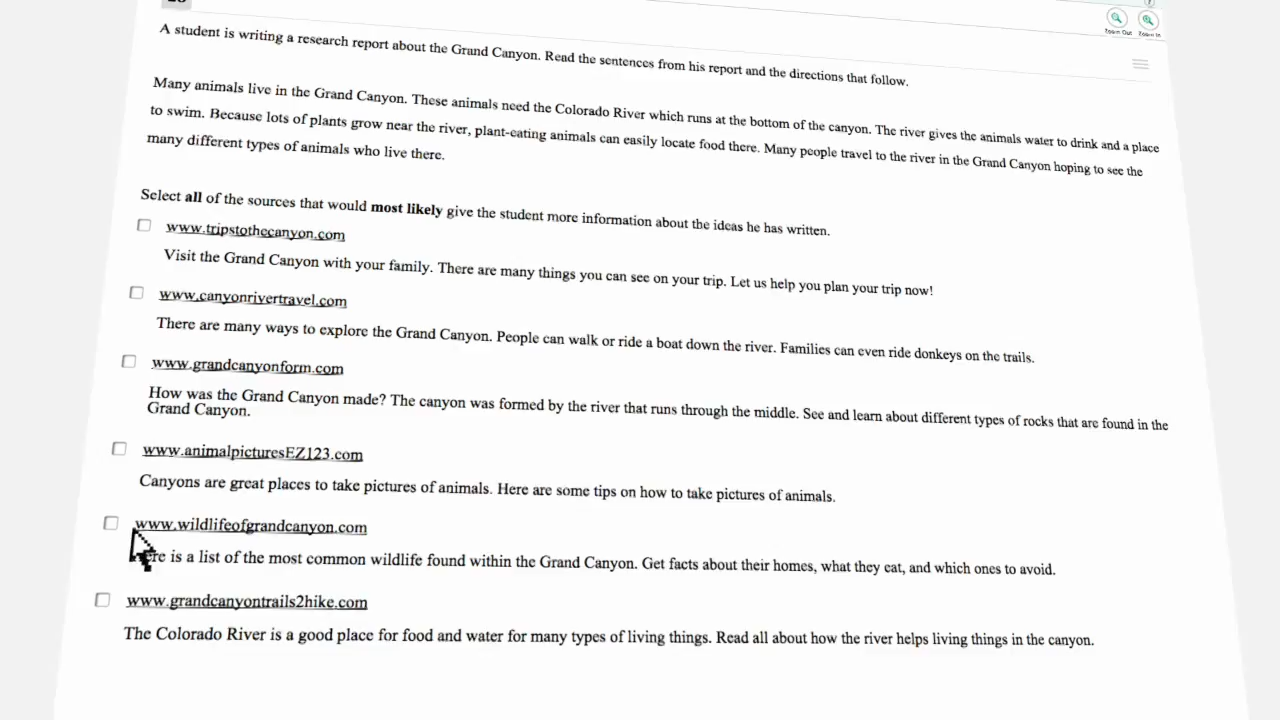 Zoom Out Zoom In
A student is writing a research report about the Grand Canyon. Read the sentences from his report and the directions that follow.
Many animals live in the Grand Canyon. These animals need the Colorado River which runs at the bottom of the canyon. The river gives the animals water to drink and a place
to swim. Because lots of plants grow near the river, plant-eating animals can easily locate food there. Many people travel to the river in the Grand Canyon hoping to see the
many different types of animals who live there.
Select all of the sources that would most likely give the student more information about the ideas he has written.
www.tripstothecanyon.com
Visit the Grand Canyon with your family. There are many things you can see on your trip. Let us help you plan your trip now!
www.canyonrivertravel.com
There are many ways to explore the Grand Canyon. People can walk or ride a boat down the river. Families can even ride donkeys on the trails.
www.grandcanyonform.com
How was the Grand Canyon made? The canyon was formed by the river that runs through the middle. See and learn about different types of rocks that are found in the
Grand Canyon.
www.animalpicturesEZ123.com
Canyons are great places to take pictures of animals. Here are some tips on how to take pictures of animals.
www.wildlifeofgrandcanyon.com
is a list of the most common wildlife found within the Grand Canyon. Get facts about their homes, what they eat, and which ones to avoid.
www.grandcanyontrails2hike.com
The Colorado River is a good place for food and water for many types of living things. Read all about how the river helps living things in the canyon.